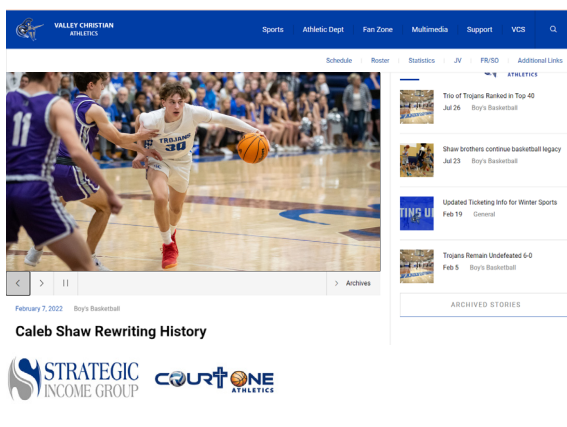 VALLEY CHRISTIAN
ATHLETICS
Sports Athletic Dept Fan Zone Multimedia Support VCS
Schedule Roster Statistics JV FR/SO Additional Links
TROJANS
30
> Archives
February 7, 2022 Boy's Basketball
Caleb Shaw Rewriting History
ATHLETICS
Trio of Trojans Ranked in Top 40
Jul 26 Boy's Basketball
Shaw brothers continue basketball legacy
Jul 23 Boy's Basketball
TING UP
Updated Ticketing Info for Winter Sports
Feb 19 General
Trojans Remain Undefeated 6-0
Feb 5 Boy's Basketball
ARCHIVED STORIES
STRATEGIC
INCOME GROUP
COURT ONE
ATHLETICS